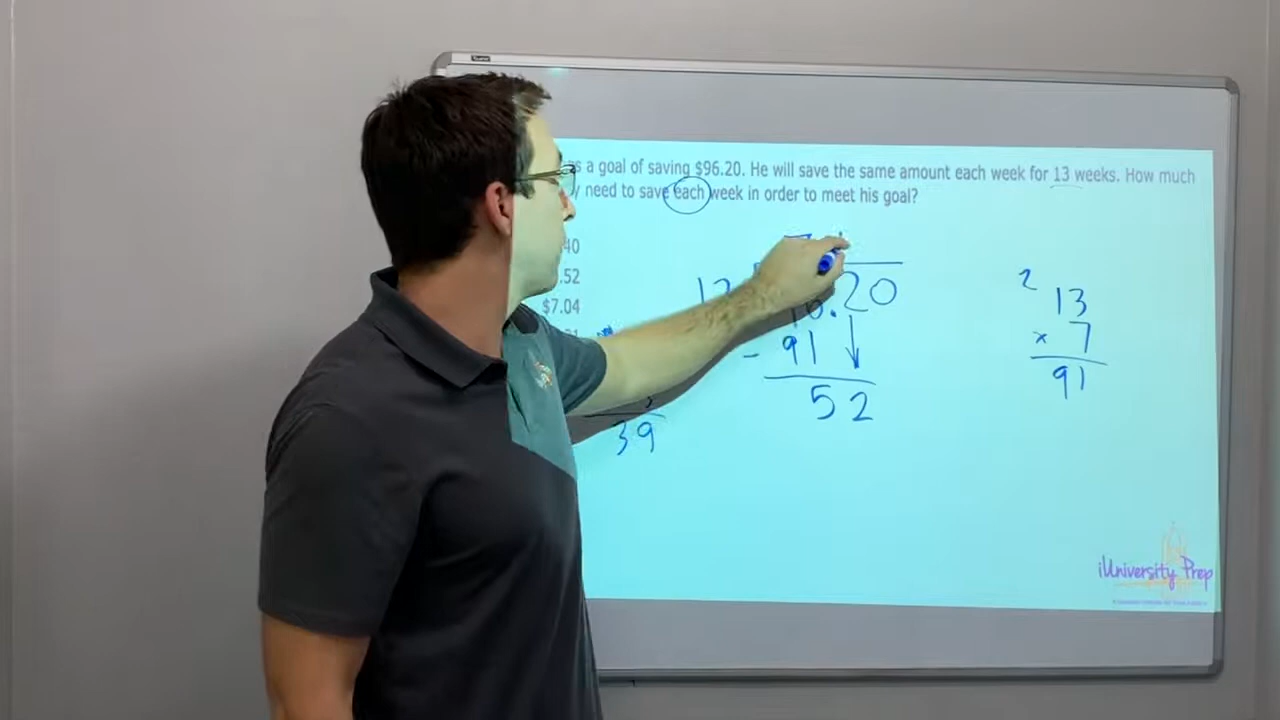 s a goal of saving $96.20. He will save the same amount each week for 13 weeks. How much
need to save each week in order to meet his goal?
40
.52
$7.04
.20
- 91
52
39
2
13
x 7
91
iUniversity Prep